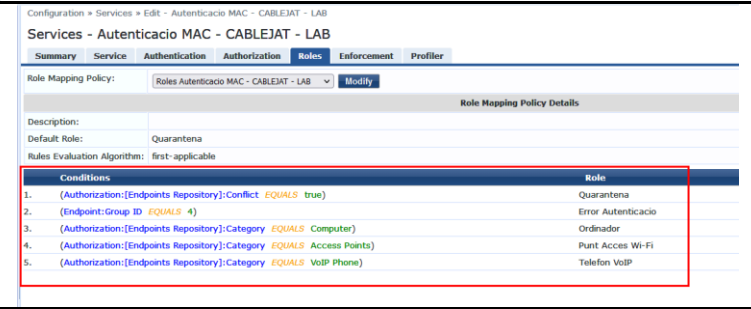 Configuration » Services » Edit - Autenticacio MAC - CABLEJAT - LAB
Services - Autenticacio MAC - CABLEJAT - LAB
Summary Service Authentication Authorization Roles Enforcement Profiler
Role Mapping Policy: Roles Autenticacio MAC - CABLEJAT - LAB Modify
Role Mapping Policy Details
Description:
Default Role: Quarantena
Rules Evaluation Algorithm: first-applicable
Conditions Role
1. (Authorization:[Endpoints Repository]:Conflict EQUALS true) Quarantena
2. (Endpoint:Group ID EQUALS 4) Error Autenticacio
3. (Authorization:[Endpoints Repository]:Category EQUALS Computer) Ordinador
4. (Authorization:[Endpoints Repository]:Category EQUALS Access Points) Punt Acces Wi-Fi
5. (Authorization:[Endpoints Repository]:Category EQUALS VoIP Phone) Telefon VoIP